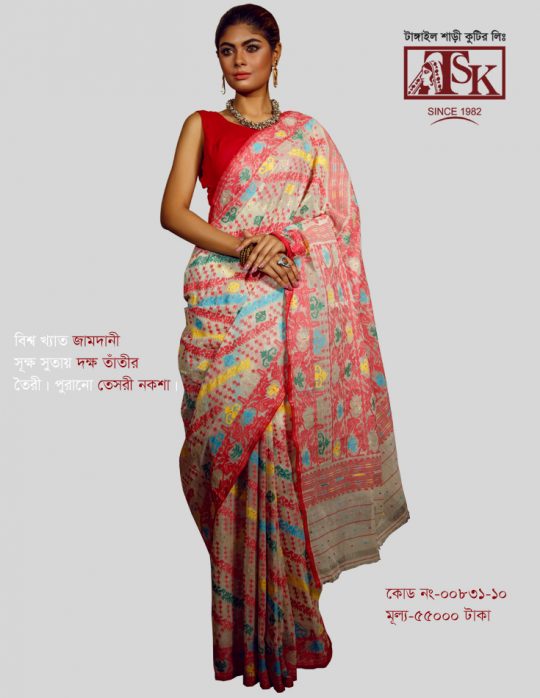 টাঙ্গাইল শাড়ী কুটির লিঃ
TSK
SINCE 1982
বিশ্ব খ্যাত জামদানী
সূক্ষ সুতায় দক্ষ তাঁতীর
তৈরী। পুরানো তেসরী নকশা।
কোড নং-০০৮৩১-১০
মূল্য-৫৫০০০ টাকা